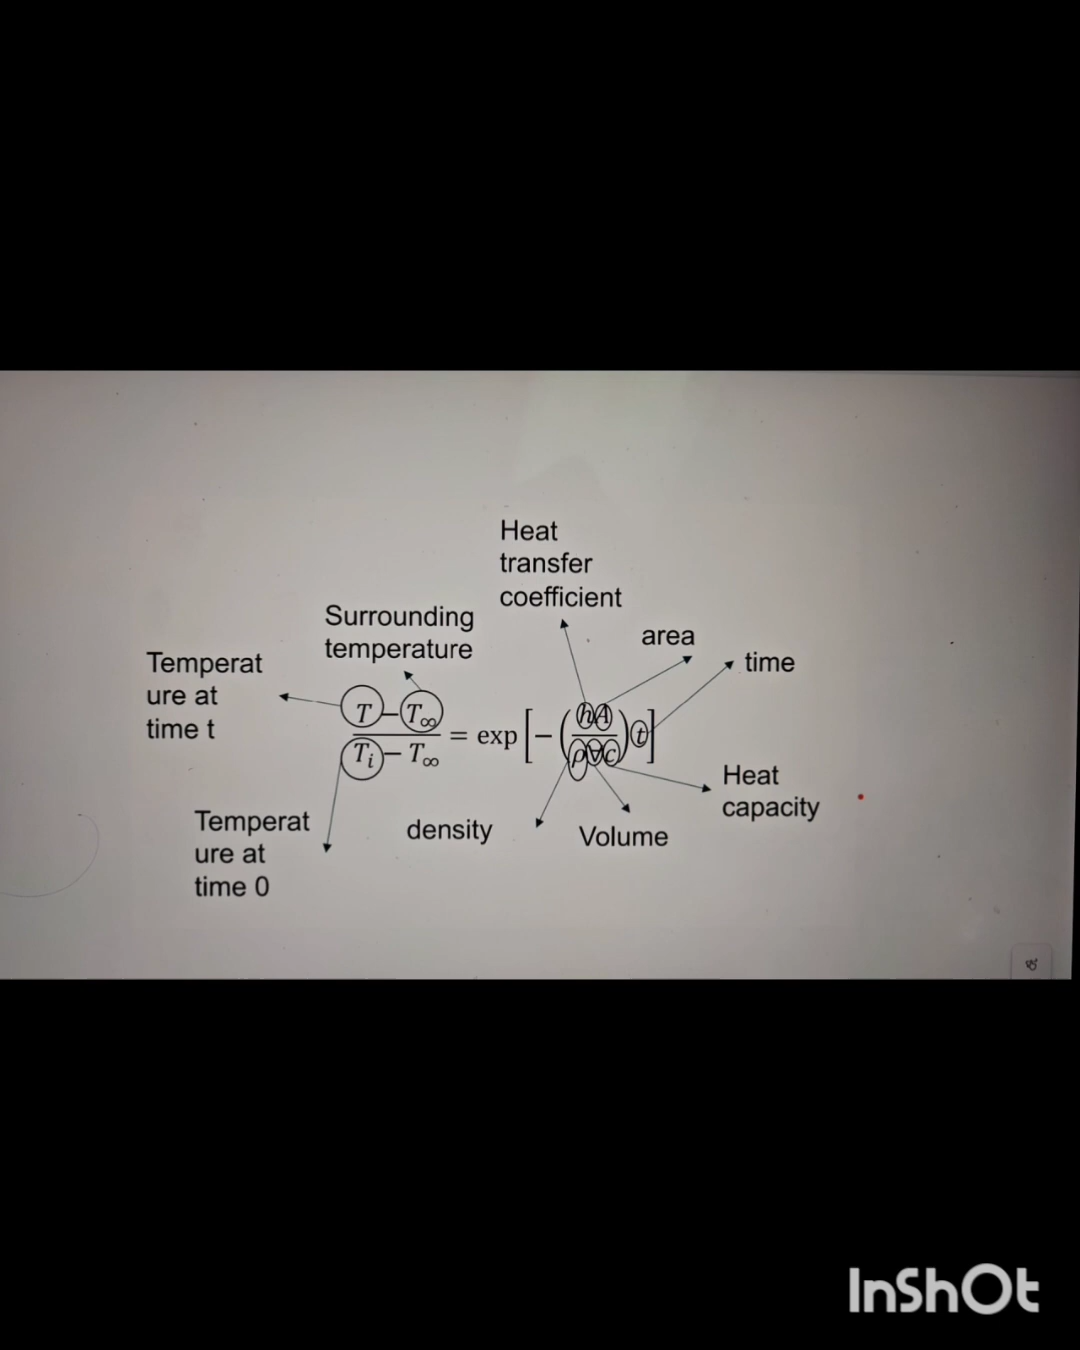 Heat
transfer
coefficient
Surrounding
temperature
area
time
Temperat
ure at
time t
T − T∞
Ti − T∞
= exp [− (hA / ρ∀c) t]
Heat
capacity
Temperat
ure at
time 0
density
Volume
InShOt